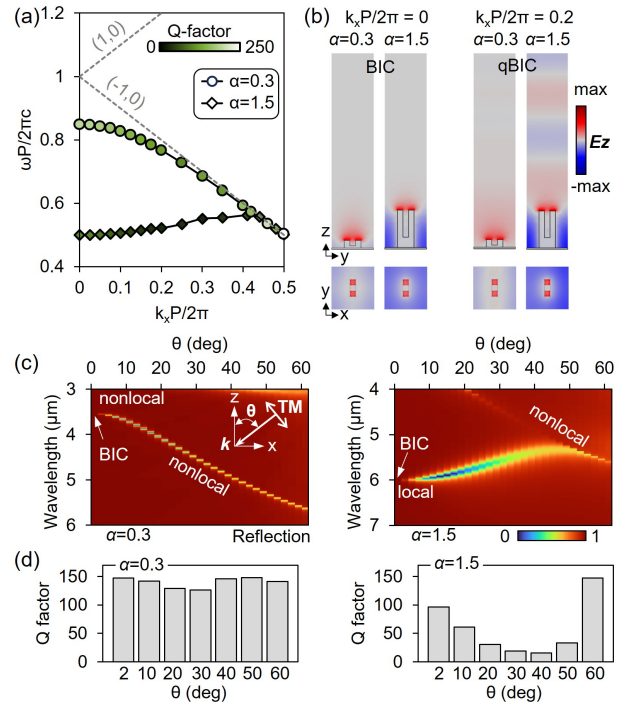 (a)
Q-factor
0 250
α=0.3
α=1.5
(1,0)
(-1,0)
ωP/2πc
1.2
1
0.8
0.6
0.4
0 0.1 0.2 0.3 0.4 0.5
kₓP/2π
(b)
kₓP/2π = 0 kₓP/2π = 0.2
α=0.3 α=1.5 α=0.3 α=1.5
BIC qBIC
max
Ez
-max
z
y
y
x
(c)
θ (deg)
0 10 20 30 40 50 60
Wavelength (μm)
3
4
5
6
nonlocal
BIC
nonlocal
z
θ
TM
k
x
α=0.3 Reflection
θ (deg)
0 10 20 30 40 50 60
Wavelength (μm)
4
5
6
7
nonlocal
BIC
local
α=1.5
0 1
(d)
α=0.3
Q factor
150
100
50
0
2 10 20 30 40 50 60
θ (deg)
α=1.5
Q factor
150
100
50
0
2 10 20 30 40 50 60
θ (deg)